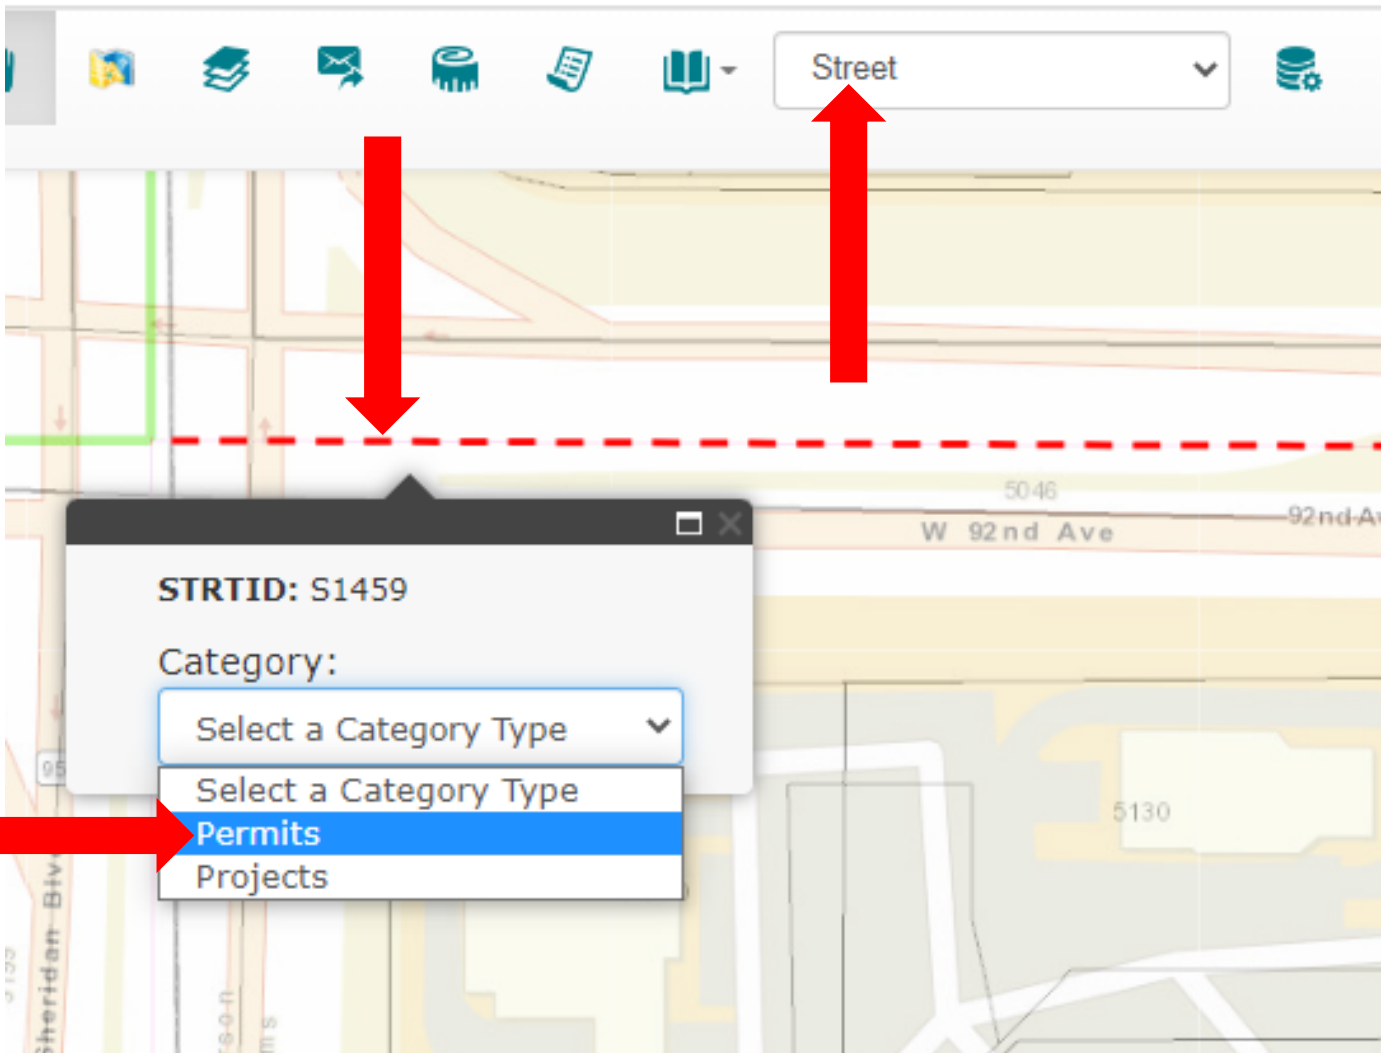 Street
5046
W 92nd Ave
92nd Av
STRTID: S1459
Category:
Select a Category Type
Select a Category Type
Permits
Projects
95
5130
Sheridan Blv